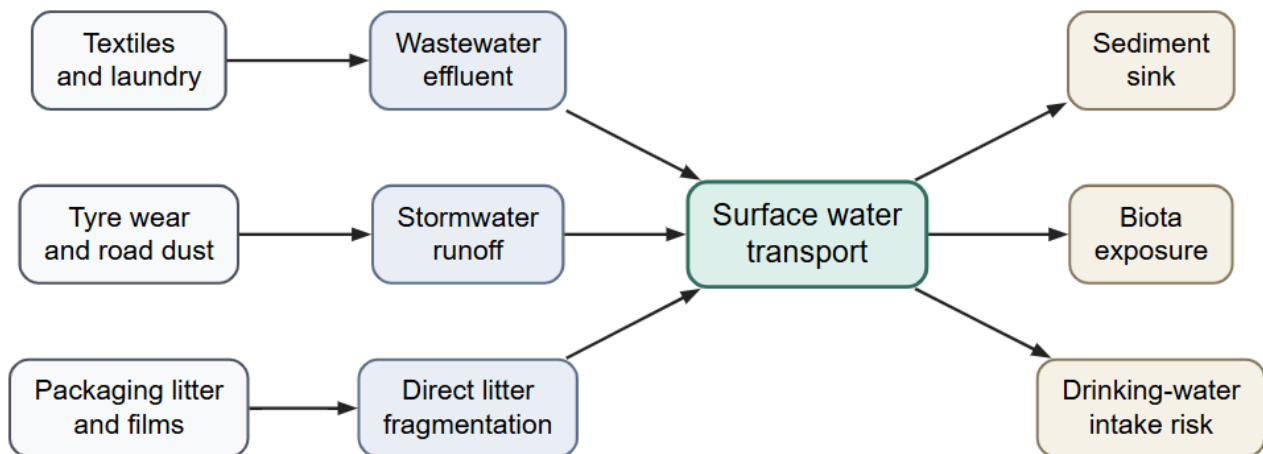 Textiles
and laundry
Wastewater
effluent
Sediment
sink
Tyre wear
and road dust
Stormwater
runoff
Surface water
transport
Biota
exposure
Packaging litter
and films
Direct litter
fragmentation
Drinking-water
intake risk